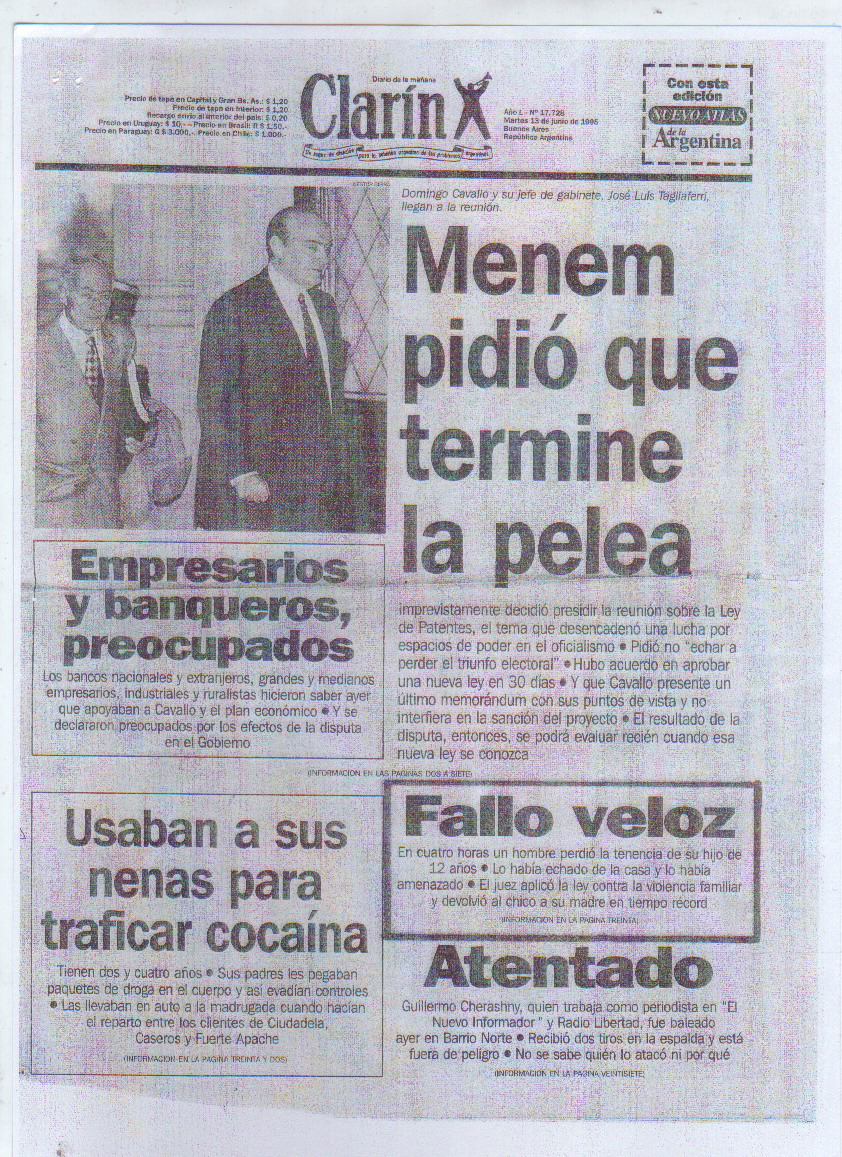 Precio de tapa en Capital y Gran Bs. As.: $ 1,20
Precio de tapa en Interior: $ 1,20
Recargo envío al interior del país: $ 0,20
Precio en Uruguay: $ 10,- - Precio en Brasil: R $ 1,50,-
Precio en Paraguay: G $ 3.000,- Precio en Chile: $ 1.000,-
Diario de la mañana
Clarín
Un toque de atención para la solución argentina de los problemas argentinos
Año L - Nº 17.728
Martes 13 de junio de 1995
Buenos Aires
República Argentina
Con esta
edición
NUEVO ATLAS
de la
Argentina
Domingo Cavallo y su jefe de gabinete, José Luis Tagliaferri,
llegan a la reunión.
Menem
pidió que
termine
la pelea
Imprevistamente decidió presidir la reunión sobre la Ley
de Patentes, el tema que desencadenó una lucha por
espacios de poder en el oficialismo • Pidió no "echar a
perder el triunfo electoral" • Hubo acuerdo en aprobar
una nueva ley en 30 días • Y que Cavallo presente un
último memorándum con sus puntos de vista y no
interfiera en la sanción del proyecto • El resultado de la
disputa, entonces, se podrá evaluar recién cuando esa
nueva ley se conozca
Empresarios
y banqueros,
preocupados
Los bancos nacionales y extranjeros, grandes y medianos
empresarios, industriales y ruralistas hicieron saber ayer
que apoyaban a Cavallo y el plan económico • Y se
declararon preocupados por los efectos de la disputa
en el Gobierno
(INFORMACION EN LAS PAGINAS DOS A SIETE)
Usaban a sus
nenas para
traficar cocaína
Tienen dos y cuatro años • Sus padres les pegaban
paquetes de droga en el cuerpo y así evadían controles
• Las llevaban en auto a la madrugada cuando hacían
el reparto entre los clientes de Ciudadela,
Caseros y Fuerte Apache
(INFORMACION EN LA PAGINA TREINTA Y DOS)
Fallo veloz
En cuatro horas un hombre perdió la tenencia de su hijo de
12 años • Lo había echado de la casa y lo había
amenazado • El juez aplicó la ley contra la violencia familiar
y devolvió al chico a su madre en tiempo récord
(INFORMACION EN LA PAGINA TREINTA)
Atentado
Guillermo Cherashny, quien trabaja como periodista en "El
Nuevo Informador" y Radio Libertad, fue baleado
ayer en Barrio Norte • Recibió dos tiros en la espalda y está
fuera de peligro • No se sabe quién lo atacó ni por qué
(INFORMACION EN LA PAGINA VEINTISIETE)